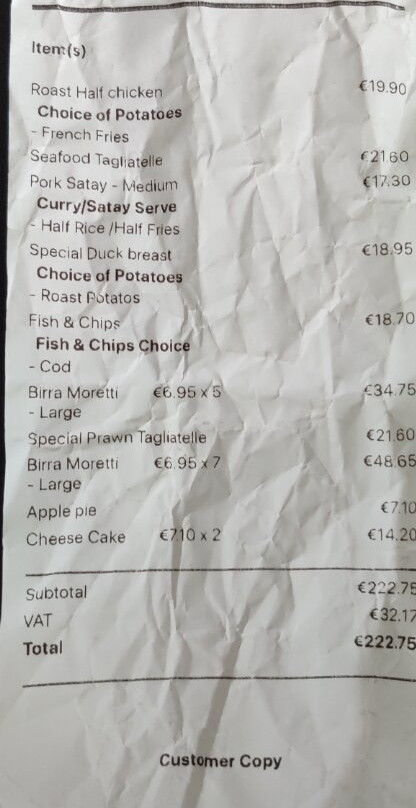 Item(s)
Roast Half chicken €19.90
Choice of Potatoes
- French Fries
Seafood Tagliatelle €21.60
Pork Satay - Medium €17.30
Curry/Satay Serve
- Half Rice /Half Fries
Special Duck breast €18.95
Choice of Potatoes
- Roast Potatos
Fish & Chips €18.70
Fish & Chips Choice
- Cod
Birra Moretti €6.95 x 5 €34.75
- Large
Special Prawn Tagliatelle €21.60
Birra Moretti €6.95 x 7 €48.65
- Large
Apple pie €7.10
Cheese Cake €7.10 x 2 €14.20
Subtotal €222.75
VAT €32.17
Total €222.75
Customer Copy